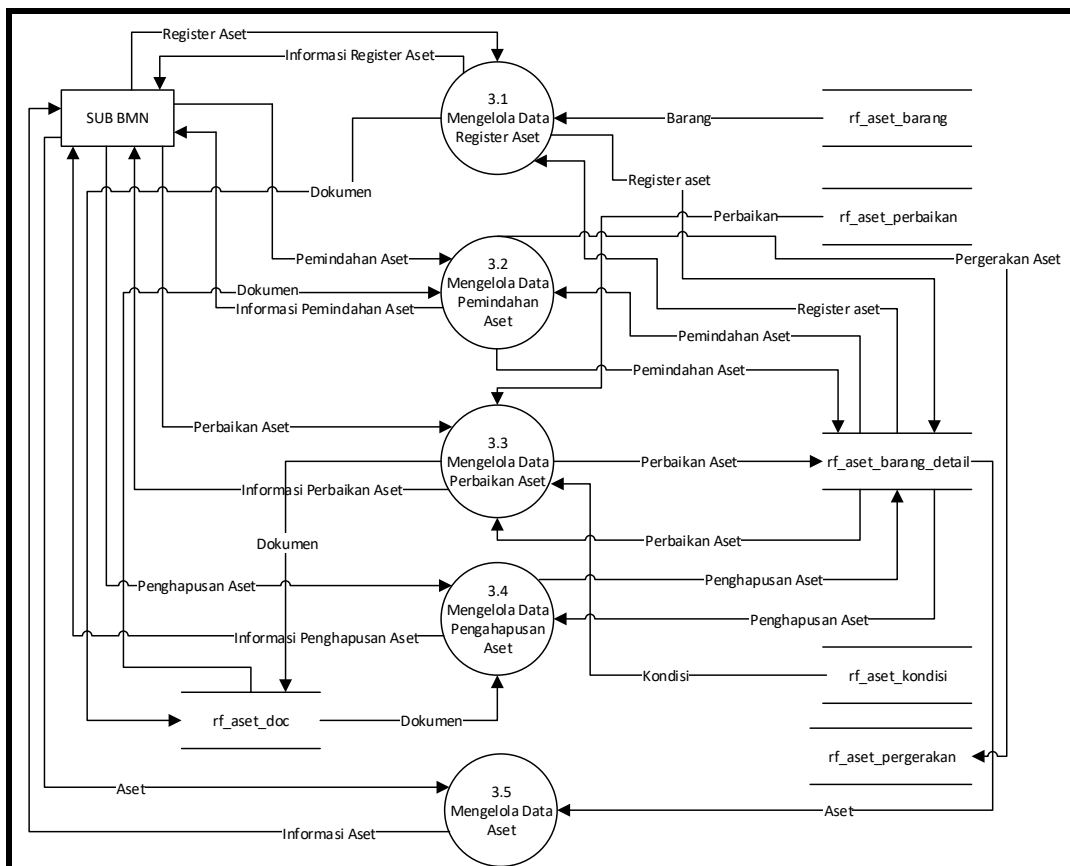 Register Aset
Informasi Register Aset
SUB BMN
3.1
Mengelola Data
Register Aset
Barang
rf_aset_barang
Dokumen
Register aset
Perbaikan
rf_aset_perbaikan
Pemindahan Aset
3.2
Mengelola Data
Pemindahan
Aset
Pergerakan Aset
Dokumen
Informasi Pemindahan Aset
Register aset
Pemindahan Aset
Pemindahan Aset
Perbaikan Aset
3.3
Mengelola Data
Perbaikan Aset
Perbaikan Aset
rf_aset_barang_detail
Informasi Perbaikan Aset
Dokumen
Perbaikan Aset
Penghapusan Aset
3.4
Mengelola Data
Pengahapusan
Aset
Penghapusan Aset
Penghapusan Aset
Informasi Penghapusan Aset
Kondisi
rf_aset_kondisi
rf_aset_doc
Dokumen
rf_aset_pergerakan
Aset
3.5
Mengelola Data
Aset
Aset
Informasi Aset